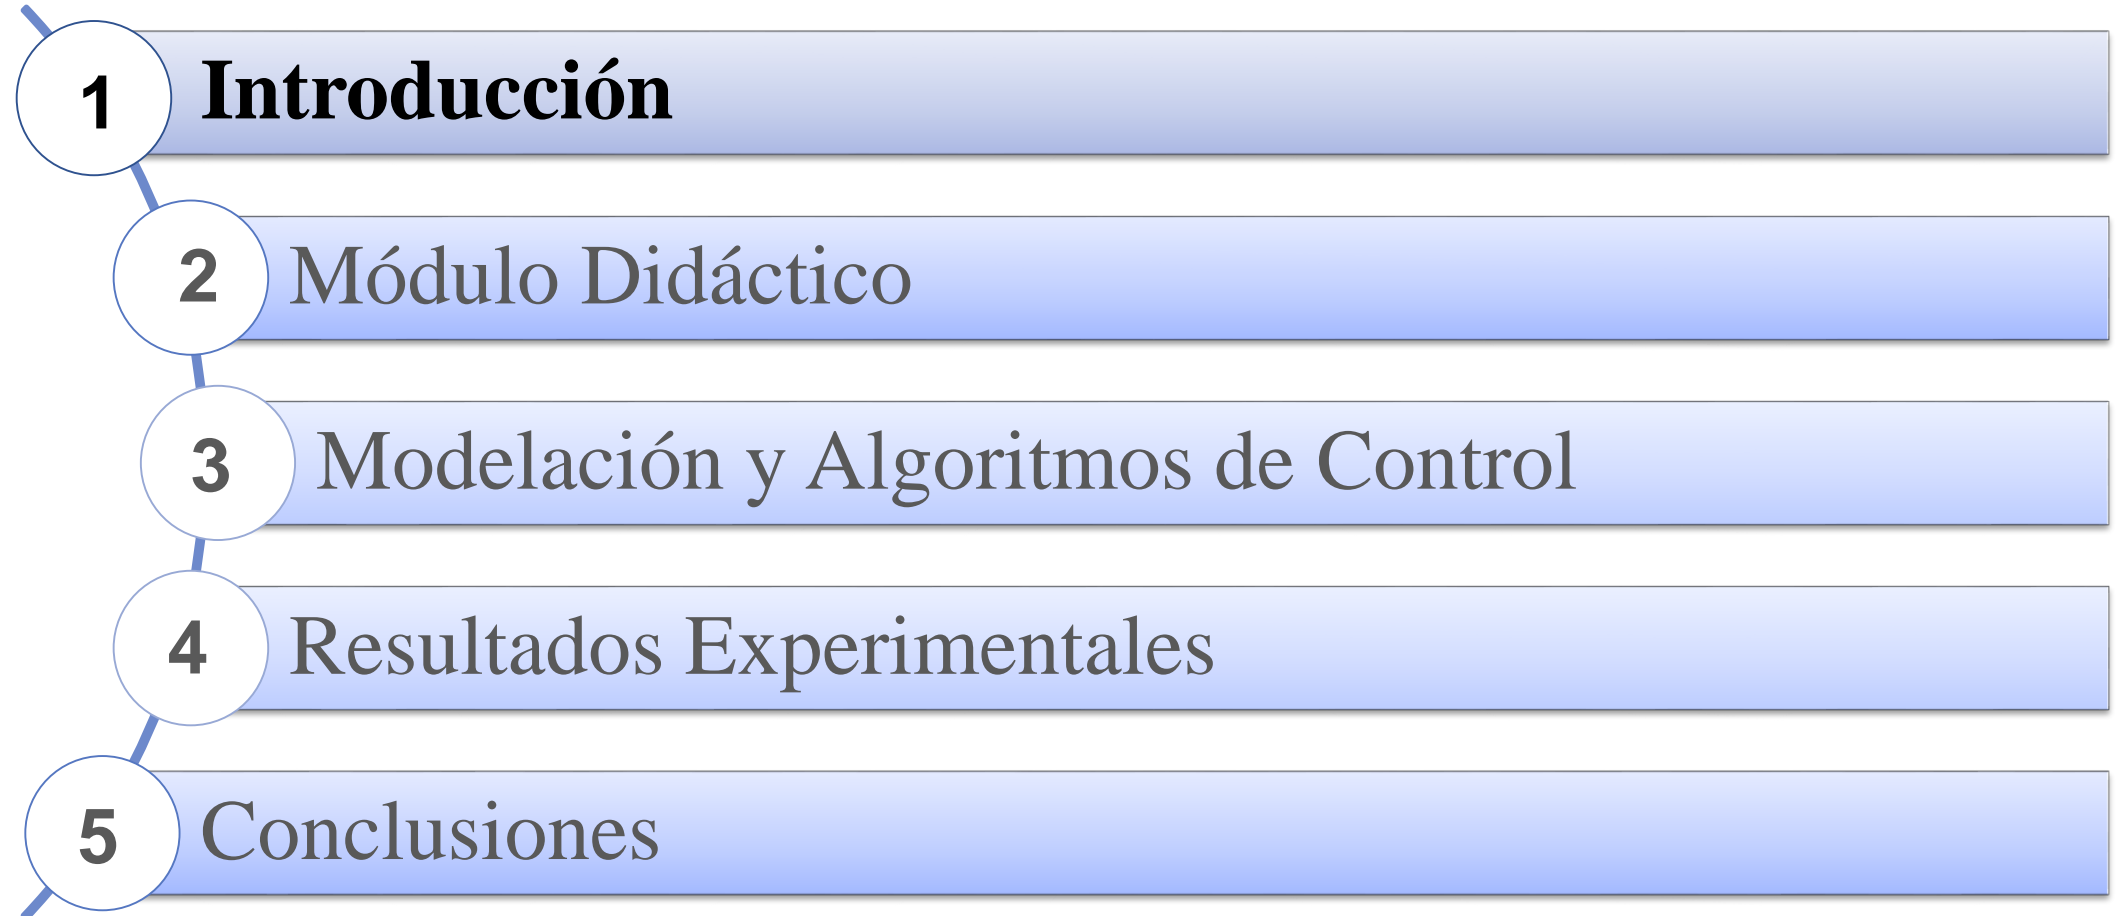 1 Introducción
2 Módulo Didáctico
3 Modelación y Algoritmos de Control
4 Resultados Experimentales
5 Conclusiones